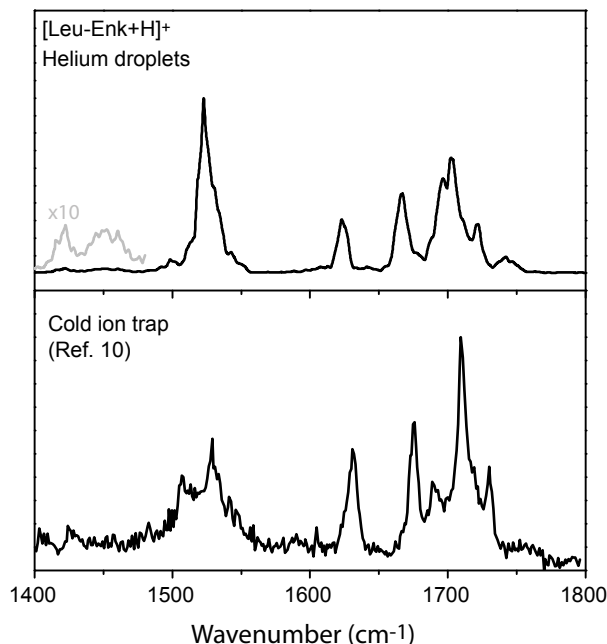 [Leu-Enk+H]+
Helium droplets
x10
Cold ion trap
(Ref. 10)
1400 1500 1600 1700 1800
Wavenumber (cm-1)